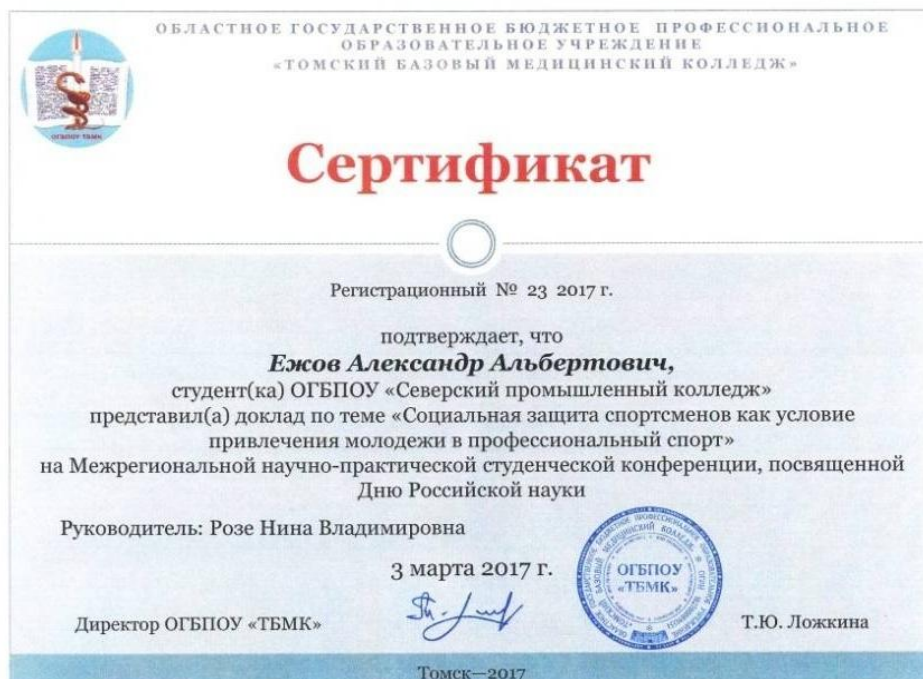 ОБЛАСТНОЕ ГОСУДАРСТВЕННОЕ БЮДЖЕТНОЕ ПРОФЕССИОНАЛЬНОЕ
ОБРАЗОВАТЕЛЬНОЕ УЧРЕЖДЕНИЕ
«ТОМСКИЙ БАЗОВЫЙ МЕДИЦИНСКИЙ КОЛЛЕДЖ»
ОГБПОУ ТБМК
Сертификат
Регистрационный № 23 2017 г.
подтверждает, что
Ежов Александр Альбертович,
студент(ка) ОГБПОУ «Северский промышленный колледж»
представил(а) доклад по теме «Социальная защита спортсменов как условие
привлечения молодежи в профессиональный спорт»
на Межрегиональной научно-практической студенческой конференции, посвященной
Дню Российской науки
Руководитель: Розе Нина Владимировна
3 марта 2017 г.
ОГБПОУ
«ТБМК»
Директор ОГБПОУ «ТБМК»
Т.Ю. Ложкина
Томск—2017